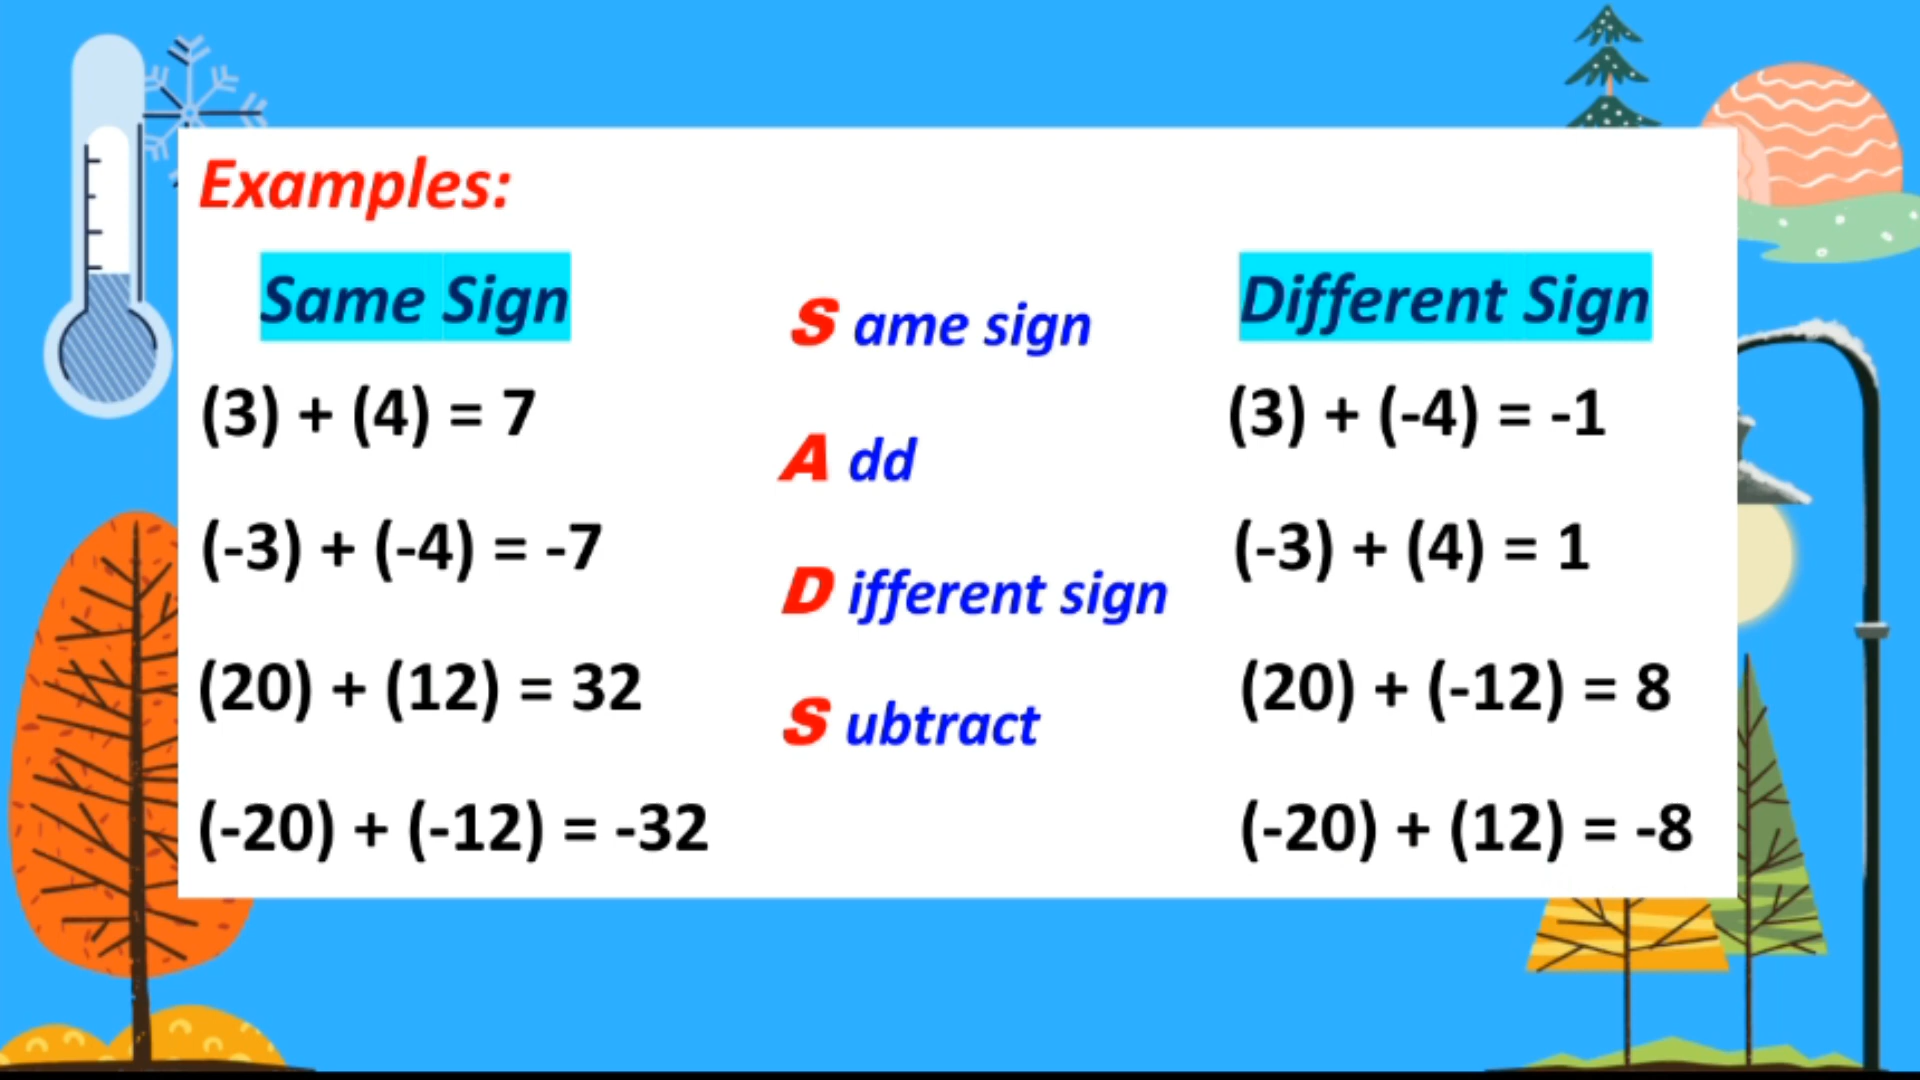 Examples:
Same Sign
(3) + (4) = 7
(-3) + (-4) = -7
(20) + (12) = 32
(-20) + (-12) = -32
S ame sign
A dd
D ifferent sign
S ubtract
Different Sign
(3) + (-4) = -1
(-3) + (4) = 1
(20) + (-12) = 8
(-20) + (12) = -8